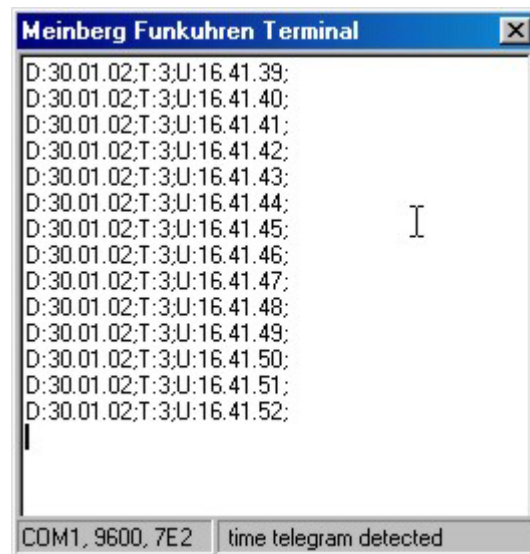 Meinberg Funkuhren Terminal
D:30.01.02;T:3;U:16.41.39;
D:30.01.02;T:3;U:16.41.40;
D:30.01.02;T:3;U:16.41.41;
D:30.01.02;T:3;U:16.41.42;
D:30.01.02;T:3;U:16.41.43;
D:30.01.02;T:3;U:16.41.44;
D:30.01.02;T:3;U:16.41.45;
D:30.01.02;T:3;U:16.41.46;
D:30.01.02;T:3;U:16.41.47;
D:30.01.02;T:3;U:16.41.48;
D:30.01.02;T:3;U:16.41.49;
D:30.01.02;T:3;U:16.41.50;
D:30.01.02;T:3;U:16.41.51;
D:30.01.02;T:3;U:16.41.52;
COM1, 9600, 7E2 time telegram detected